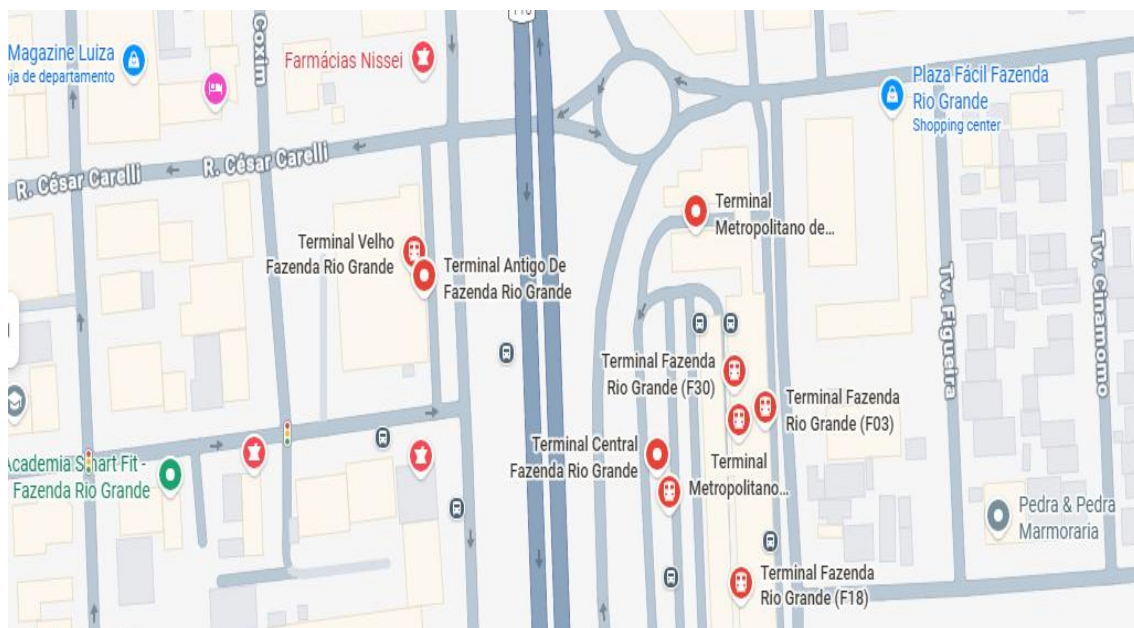 Magazine Luiza
oja de departamento
Coxim
Farmácias Nissei
Plaza Fácil Fazenda
Rio Grande
Shopping center
R. César Carelli
R. César Carelli
Terminal
Metropolitano de...
Terminal Velho
Fazenda Rio Grande
Terminal Antigo De
Fazenda Rio Grande
Tv. Figueira
Tv. Cinamomo
Terminal Fazenda
Rio Grande (F30)
Terminal Fazenda
Rio Grande (F03)
Terminal Central
Fazenda Rio Grande
Terminal
Metropolitano...
Academia Smart Fit -
Fazenda Rio Grande
Pedra & Pedra
Marmoraria
Terminal Fazenda
Rio Grande (F18)